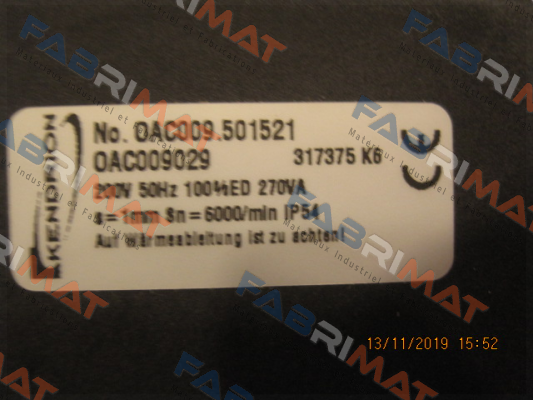 KENDRION
No. OAC009.501521
OAC009029 317375 K6
200V 50Hz 100%ED 270VA
s=1mm Sn=6000/min IP54
Auf Wärmeableitung ist zu achten!
CE
13/11/2019 15:52
FABRIMAT
FABRIMAT
FABRIMAT
FABRIMAT